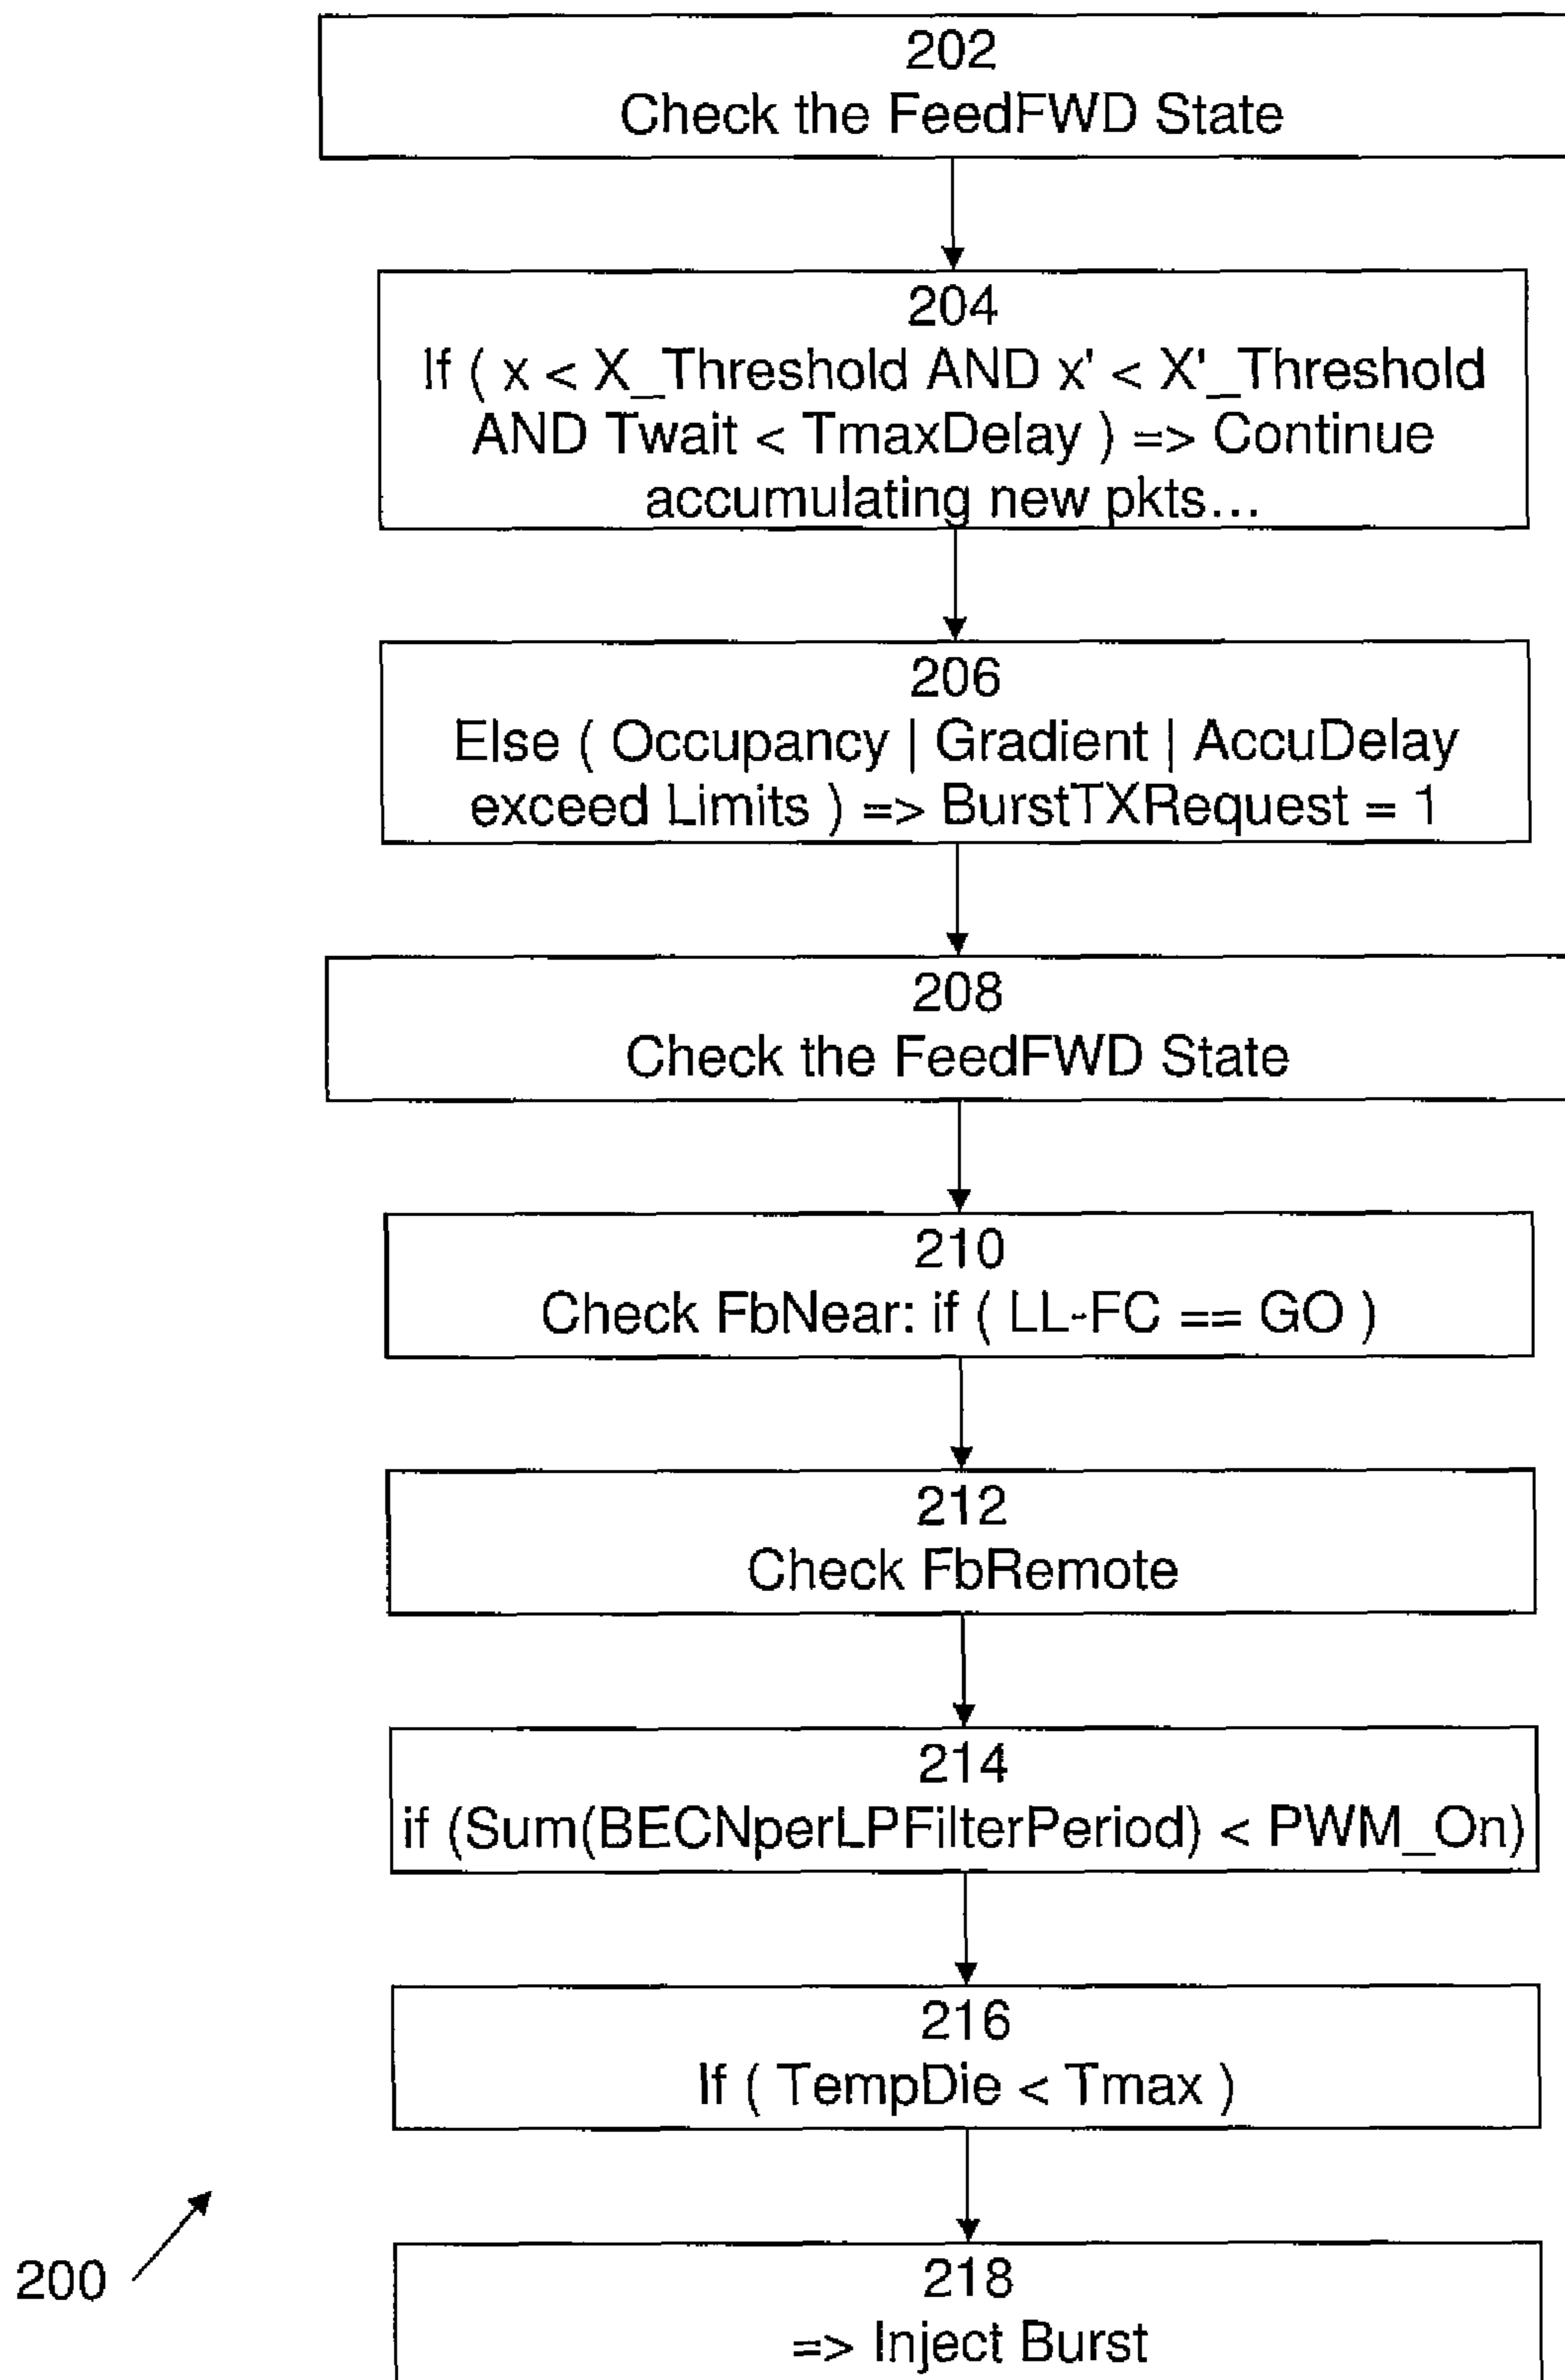 202
Check the FeedFWD State
204
If ( x < X_Threshold AND x' < X'_Threshold
AND Twait < TmaxDelay ) => Continue
accumulating new pkts...
206
Else ( Occupancy | Gradient | AccuDelay
exceed Limits ) => BurstTXRequest = 1
208
Check the FeedFWD State
210
Check FbNear: if ( LL-FC == GO )
212
Check FbRemote
214
if (Sum(BECNperLPFilterPeriod) < PWM_On)
216
If ( TempDie < Tmax )
218
=> Inject Burst
200